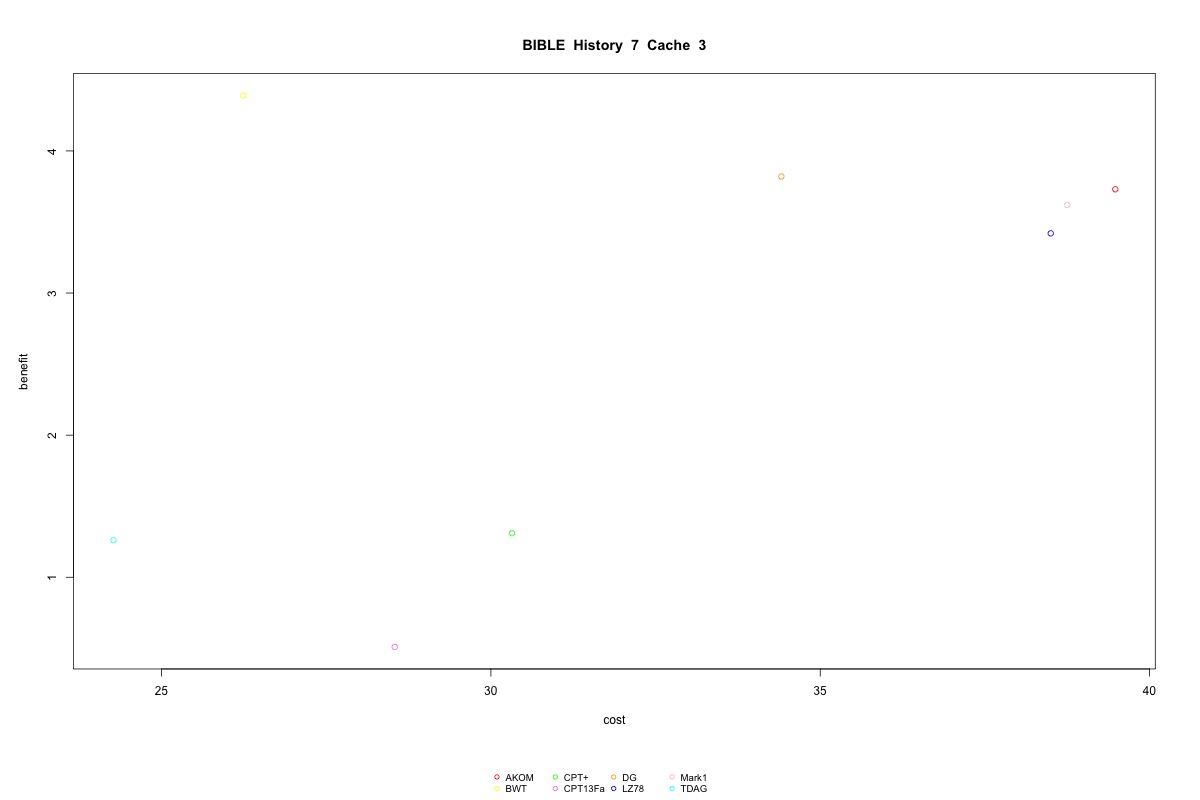 BIBLE History 7 Cache 3
4
3
2
1
benefit
25 30 35 40
cost
AKOM CPT+ DG Mark1
BWT CPT13Fa LZ78 TDAG